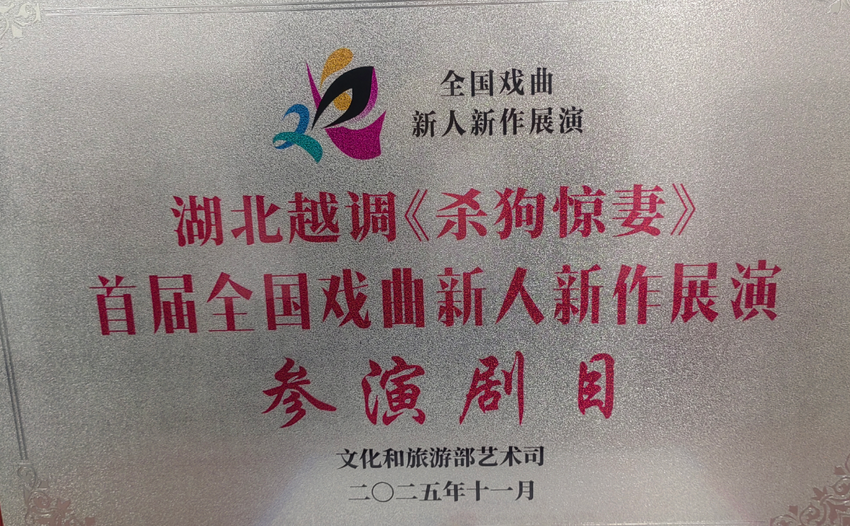 全国戏曲
新人新作展演
湖北越调《杀狗惊妻》
首届全国戏曲新人新作展演
参演剧目
文化和旅游部艺术司
二〇二五年十一月